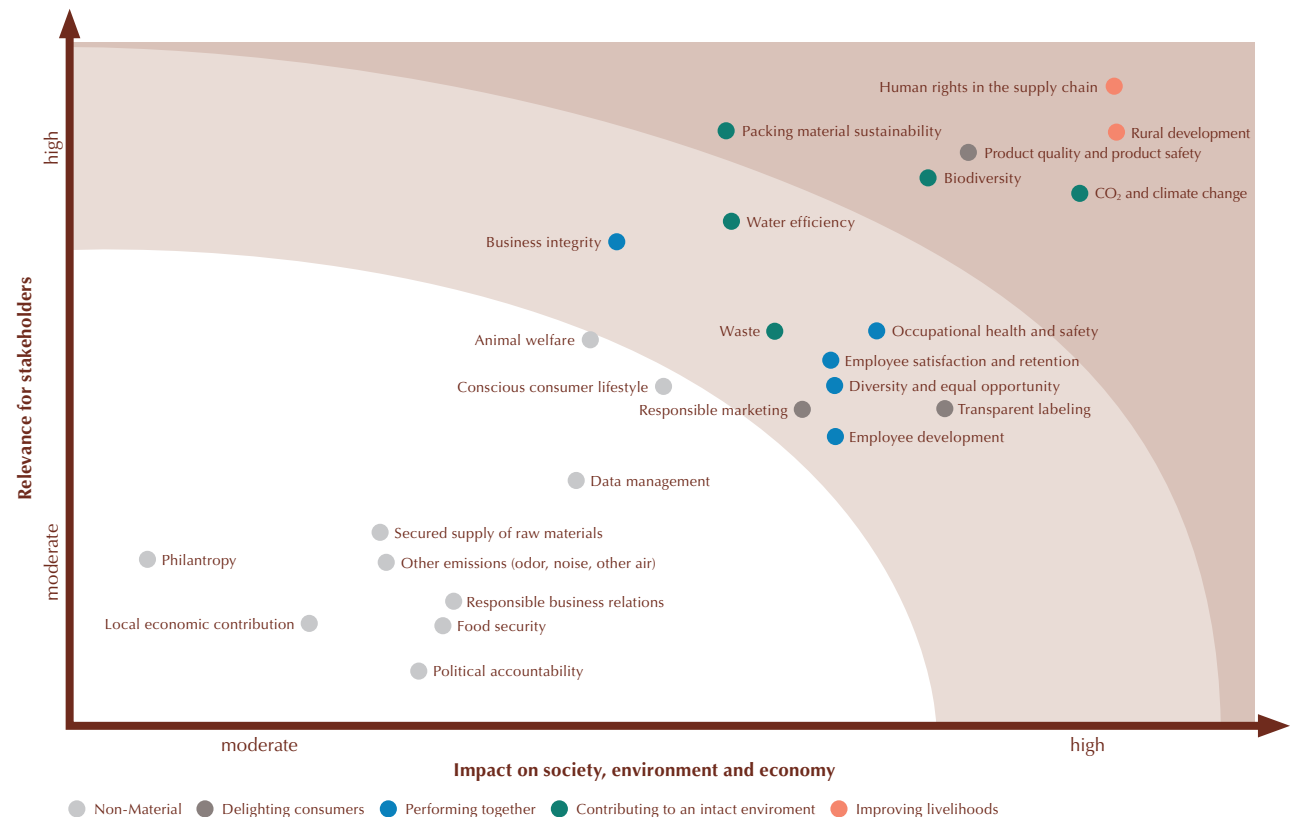 Human rights in the supply chain
Packing material sustainability
Rural development
high
Product quality and product safety
Biodiversity
CO₂ and climate change
Water efficiency
Business integrity
Relevance for stakeholders
Waste
Occupational health and safety
Animal welfare
Employee satisfaction and retention
Conscious consumer lifestyle
Diversity and equal opportunity
Responsible marketing
Transparent labeling
Employee development
Data management
moderate
Secured supply of raw materials
Philantropy
Other emissions (odor, noise, other air)
Responsible business relations
Local economic contribution
Food security
Political accountability
moderate
high
Impact on society, environment and economy
Non-Material
Delighting consumers
Performing together
Contributing to an intact enviroment
Improving livelihoods